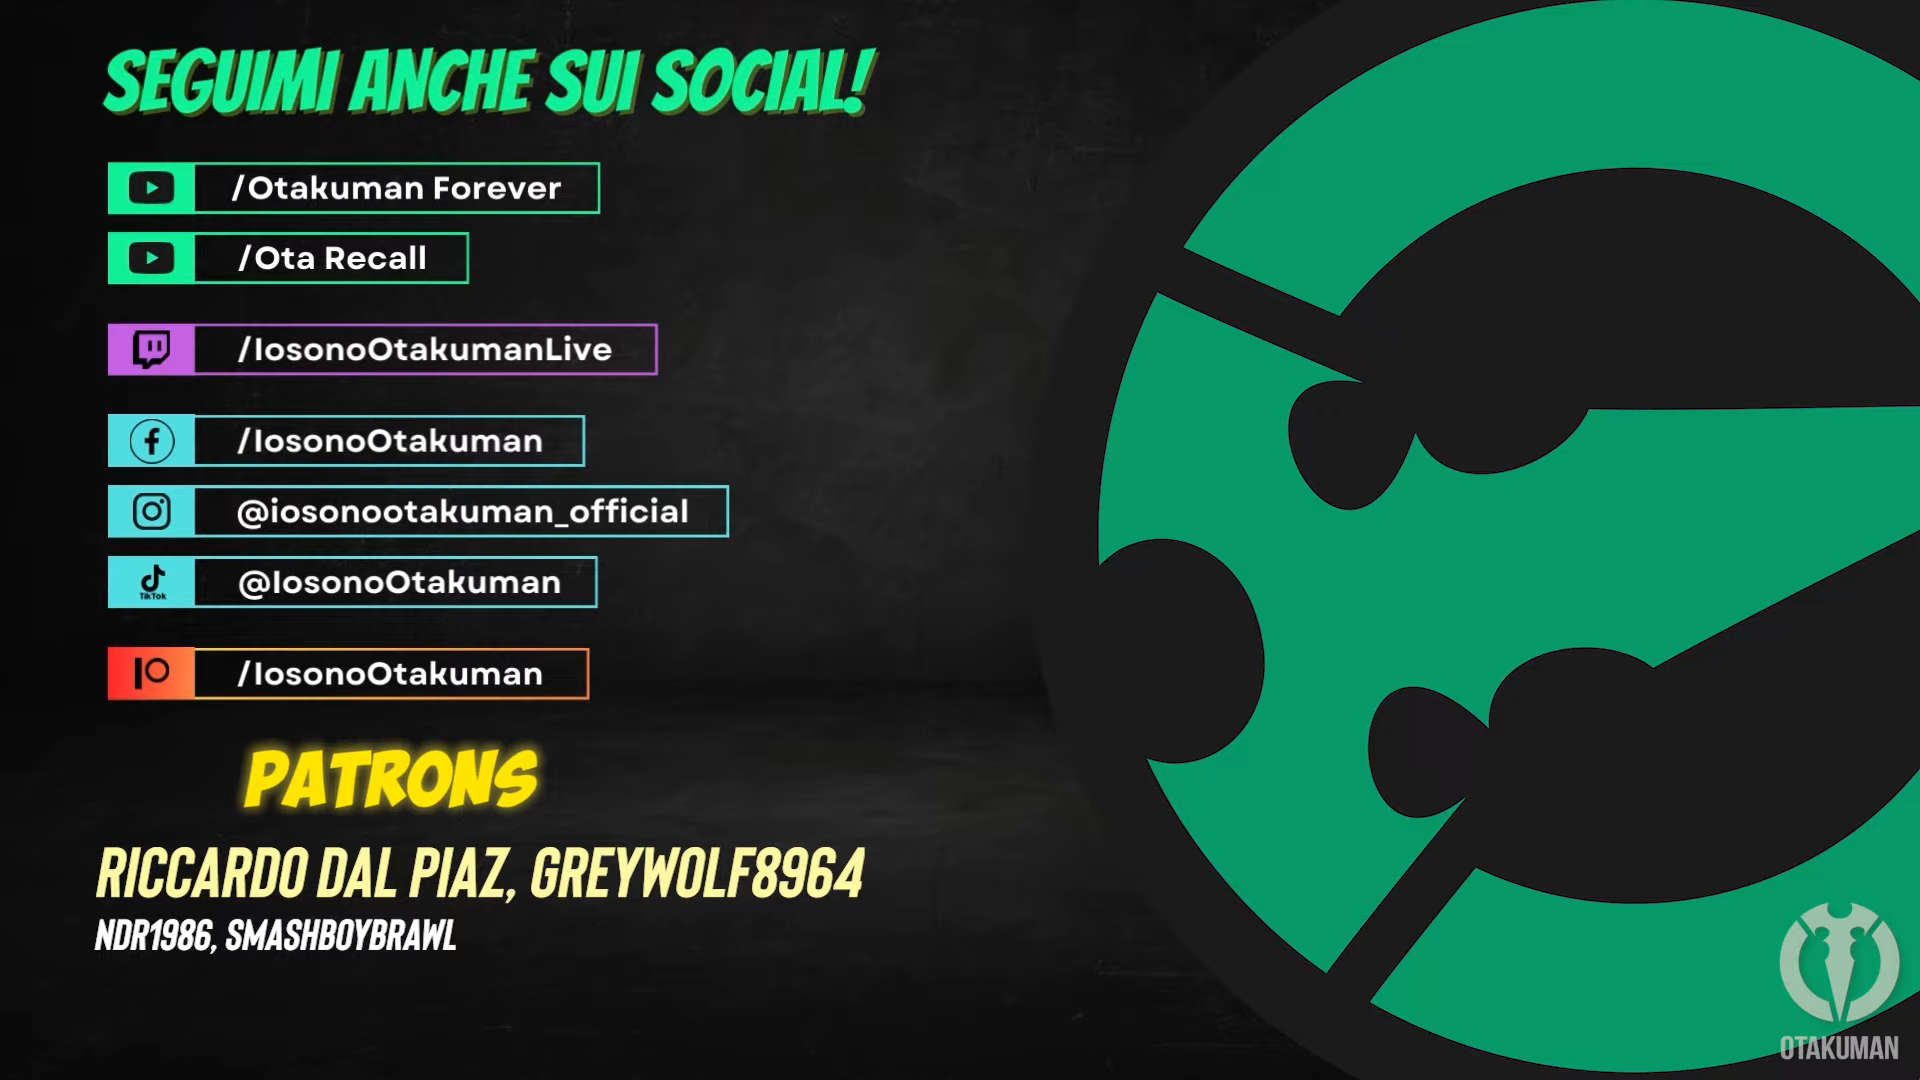 SEGUIMI ANCHE SUI SOCIAL!
/Otakuman Forever
/Ota Recall
/IosonoOtakumanLive
/IosonoOtakuman
@iosonootakuman_official
TikTok
@IosonoOtakuman
/IosonoOtakuman
PATRONS
RICCARDO DAL PIAZ, GREYWOLF8964
NDR1986, SMASHBOYBRAWL
OTAKUMAN